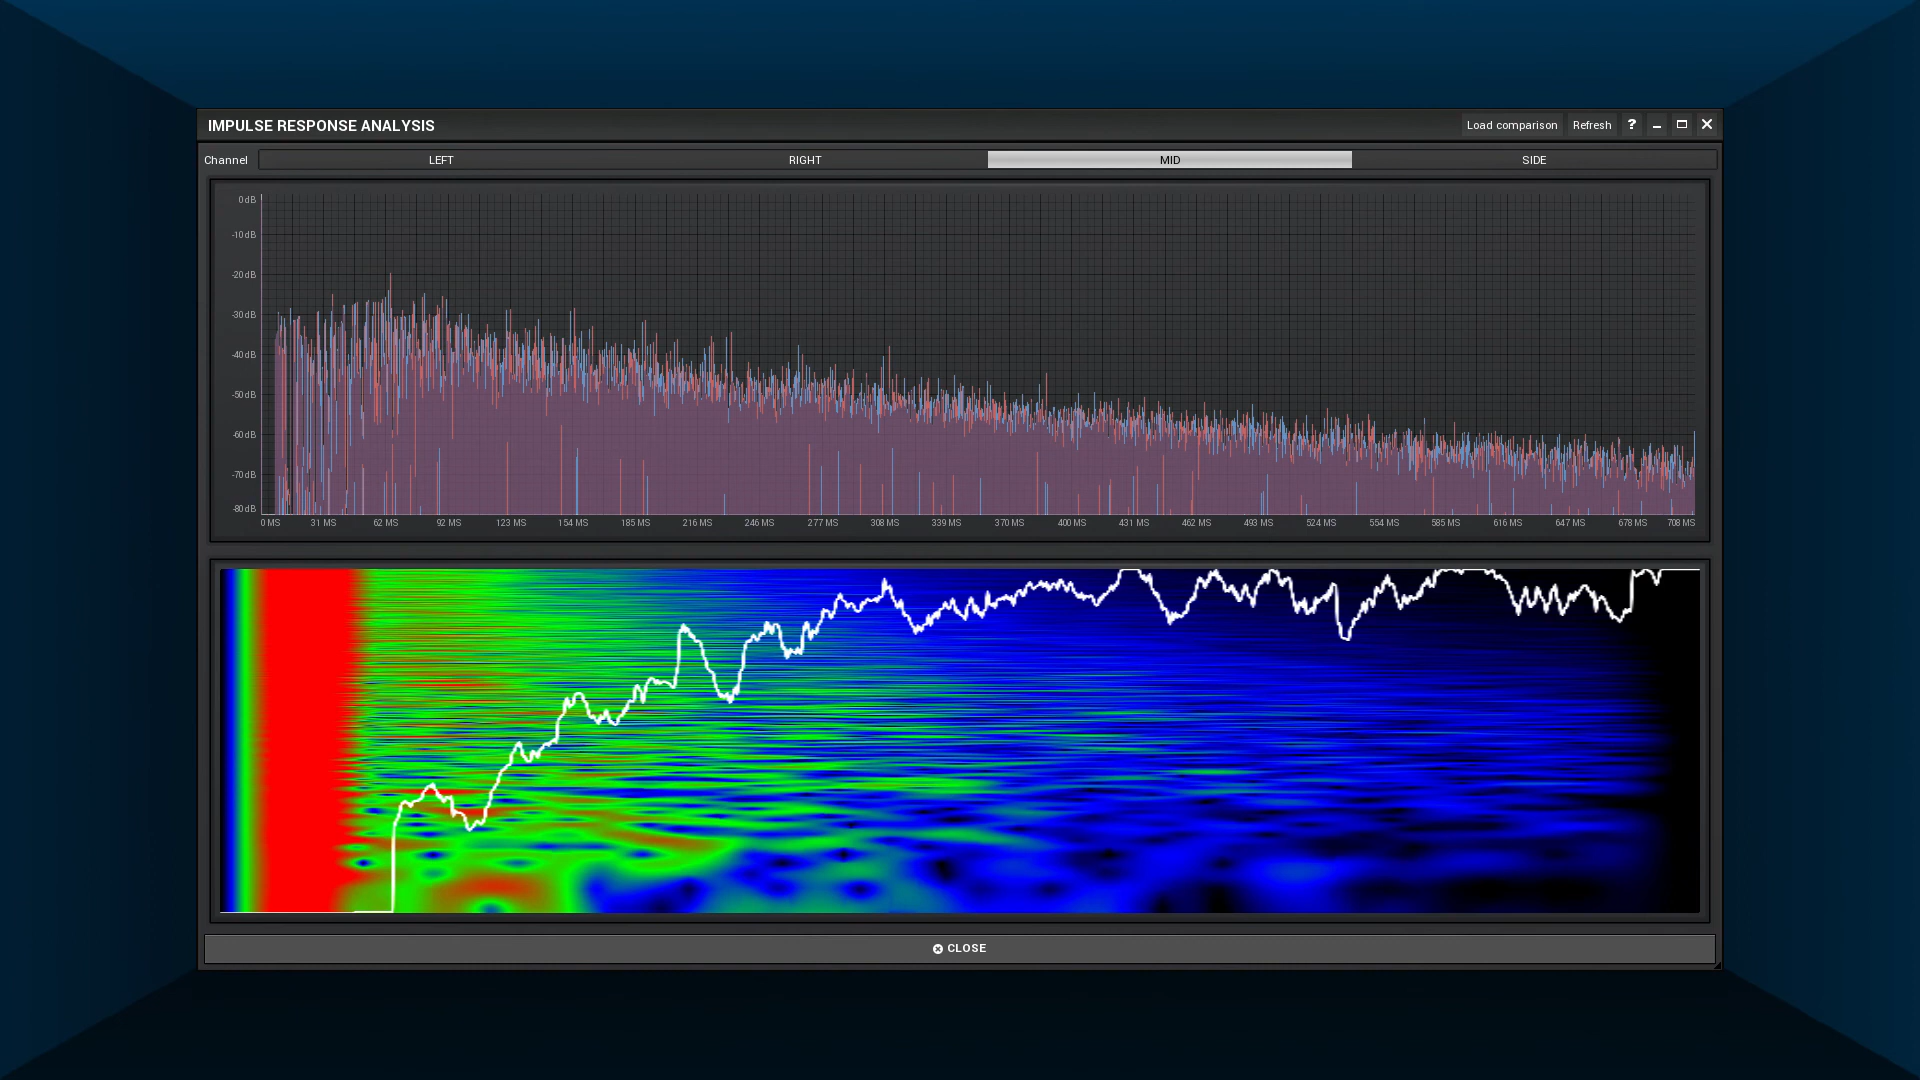 IMPULSE RESPONSE ANALYSIS Load comparison Refresh ?
Channel LEFT RIGHT MID SIDE
0 dB
-10 dB
-20 dB
-30 dB
-40 dB
-50 dB
-60 dB
-70 dB
-80 dB
0 MS 31 MS 62 MS 92 MS 123 MS 154 MS 185 MS 216 MS 246 MS 277 MS 308 MS 339 MS 370 MS 400 MS 431 MS 462 MS 493 MS 524 MS 554 MS 585 MS 616 MS 647 MS 678 MS 708 MS
CLOSE